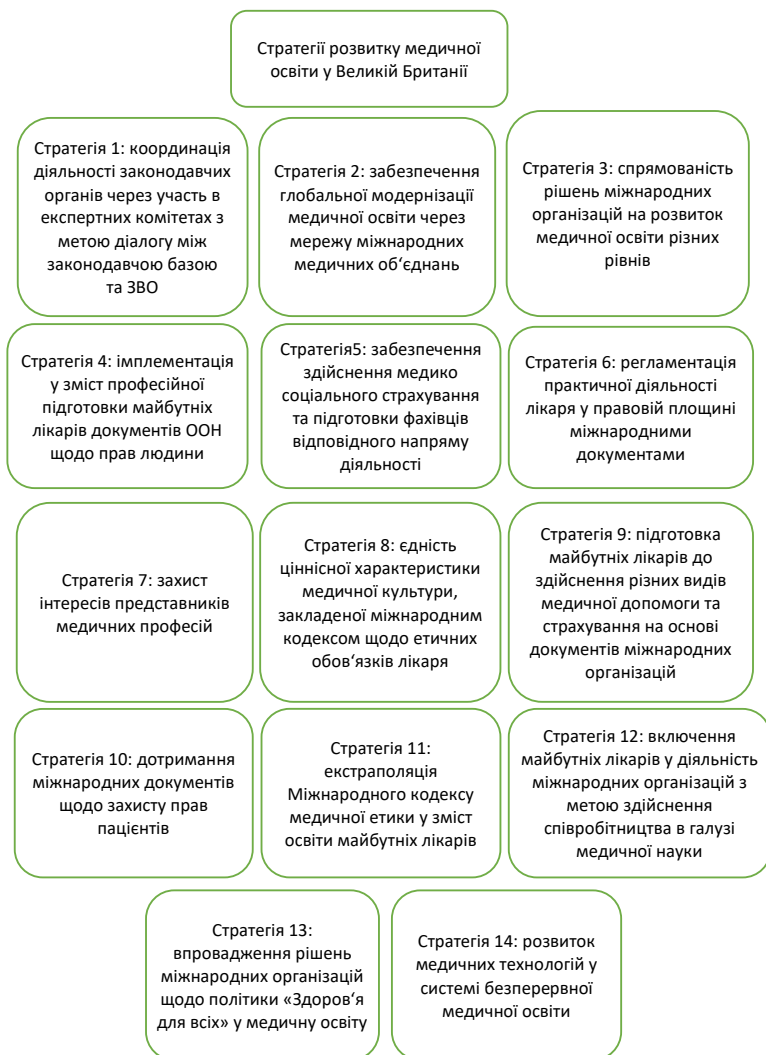 Стратегії розвитку медичної
освіти у Великій Британії
Стратегія 1: координація
діяльності законодавчих
органів через участь в
експертних комітетах з
метою діалогу між
законодавчою базою
та ЗВО
Стратегія 2: забезпечення
глобальної модернізації
медичної освіти через
мережу міжнародних
медичних об‘єднань
Стратегія 3: спрямованість
рішень міжнародних
організацій на розвиток
медичної освіти різних
рівнів
Стратегія 4: імплементація
у зміст професійної
підготовки майбутніх
лікарів документів ООН
щодо прав людини
Стратегія5: забезпечення
здійснення медико
соціального страхування
та підготовки фахівців
відповідного напряму
діяльності
Стратегія 6: регламентація
практичної діяльності
лікаря у правовій площині
міжнародними
документами
Стратегія 7: захист
інтересів представників
медичних професій
Стратегія 8: єдність
ціннісної характеристики
медичної культури,
закладеної міжнародним
кодексом щодо етичних
обов‘язків лікаря
Стратегія 9: підготовка
майбутніх лікарів до
здійснення різних видів
медичної допомоги та
страхування на основі
документів міжнародних
організацій
Стратегія 10: дотримання
міжнародних документів
щодо захисту прав
пацієнтів
Стратегія 11:
екстраполяція
Міжнародного кодексу
медичної етики у зміст
освіти майбутніх лікарів
Стратегія 12: включення
майбутніх лікарів у діяльність
міжнародних організацій з
метою здійснення
співробітництва в галузі
медичної науки
Стратегія 13:
впровадження рішень
міжнародних організацій
щодо політики «Здоров‘я
для всіх» у медичну освіту
Стратегія 14: розвиток
медичних технологій у
системі безперервної
медичної освіти